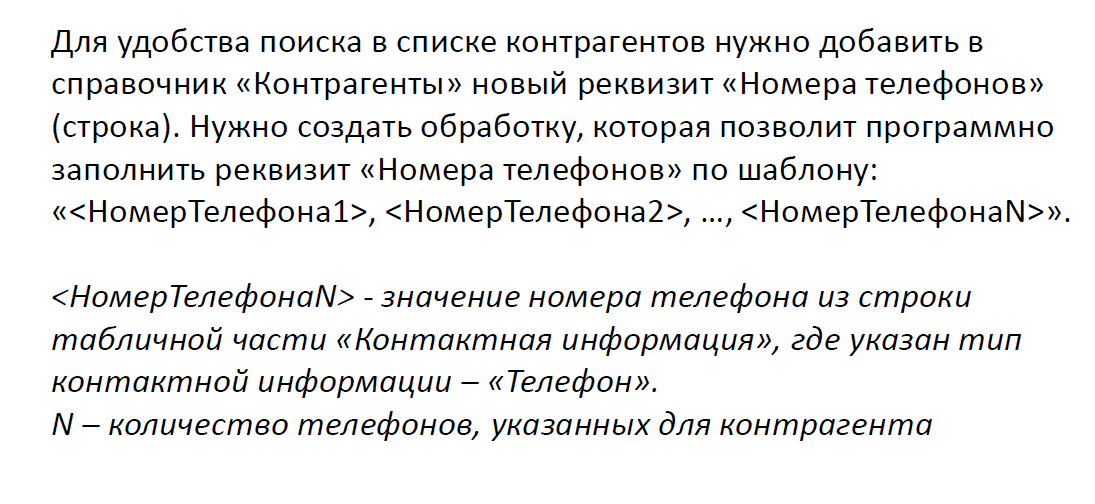 Для удобства поиска в списке контрагентов нужно добавить в
справочник «Контрагенты» новый реквизит «Номера телефонов»
(строка). Нужно создать обработку, которая позволит программно
заполнить реквизит «Номера телефонов» по шаблону:
«<НомерТелефона1>, <НомерТелефона2>, …, <НомерТелефонаN>».
<НомерТелефонаN> - значение номера телефона из строки
табличной части «Контактная информация», где указан тип
контактной информации – «Телефон».
N – количество телефонов, указанных для контрагента